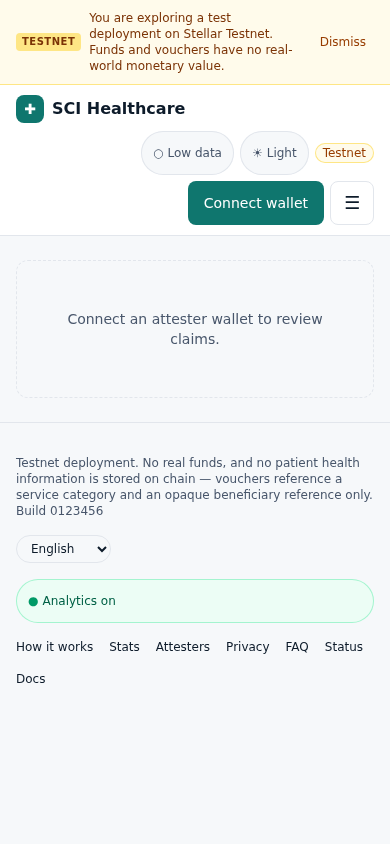 TESTNET
You are exploring a test
deployment on Stellar Testnet.
Funds and vouchers have no real-
world monetary value.
Dismiss
SCI Healthcare
Low data
Light
Testnet
Connect wallet
Connect an attester wallet to review
claims.
Testnet deployment. No real funds, and no patient health
information is stored on chain — vouchers reference a
service category and an opaque beneficiary reference only.
Build 0123456
English
Analytics on
How it works Stats Attesters Privacy FAQ Status
Docs